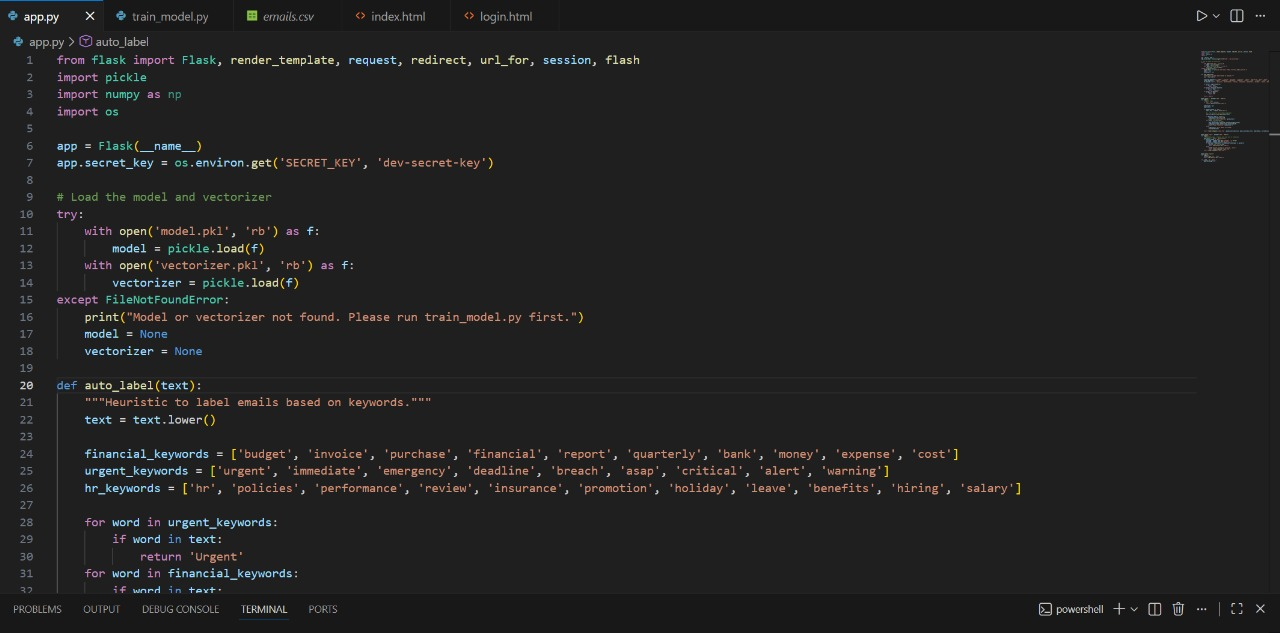 app.py
train_model.py
emails.csv
index.html
login.html
app.py > auto_label
1 from flask import Flask, render_template, request, redirect, url_for, session, flash
2 import pickle
3 import numpy as np
4 import os
5
6 app = Flask(__name__)
7 app.secret_key = os.environ.get('SECRET_KEY', 'dev-secret-key')
8
9 # Load the model and vectorizer
10 try:
11     with open('model.pkl', 'rb') as f:
12         model = pickle.load(f)
13     with open('vectorizer.pkl', 'rb') as f:
14         vectorizer = pickle.load(f)
15 except FileNotFoundError:
16     print("Model or vectorizer not found. Please run train_model.py first.")
17     model = None
18     vectorizer = None
19
20 def auto_label(text):
21     """Heuristic to label emails based on keywords."""
22     text = text.lower()
23
24     financial_keywords = ['budget', 'invoice', 'purchase', 'financial', 'report', 'quarterly', 'bank', 'money', 'expense', 'cost']
25     urgent_keywords = ['urgent', 'immediate', 'emergency', 'deadline', 'breach', 'asap', 'critical', 'alert', 'warning']
26     hr_keywords = ['hr', 'policies', 'performance', 'review', 'insurance', 'promotion', 'holiday', 'leave', 'benefits', 'hiring', 'salary']
27
28     for word in urgent_keywords:
29         if word in text:
30             return 'Urgent'
31     for word in financial_keywords:
32         if word in text:
PROBLEMS OUTPUT DEBUG CONSOLE TERMINAL PORTS powershell